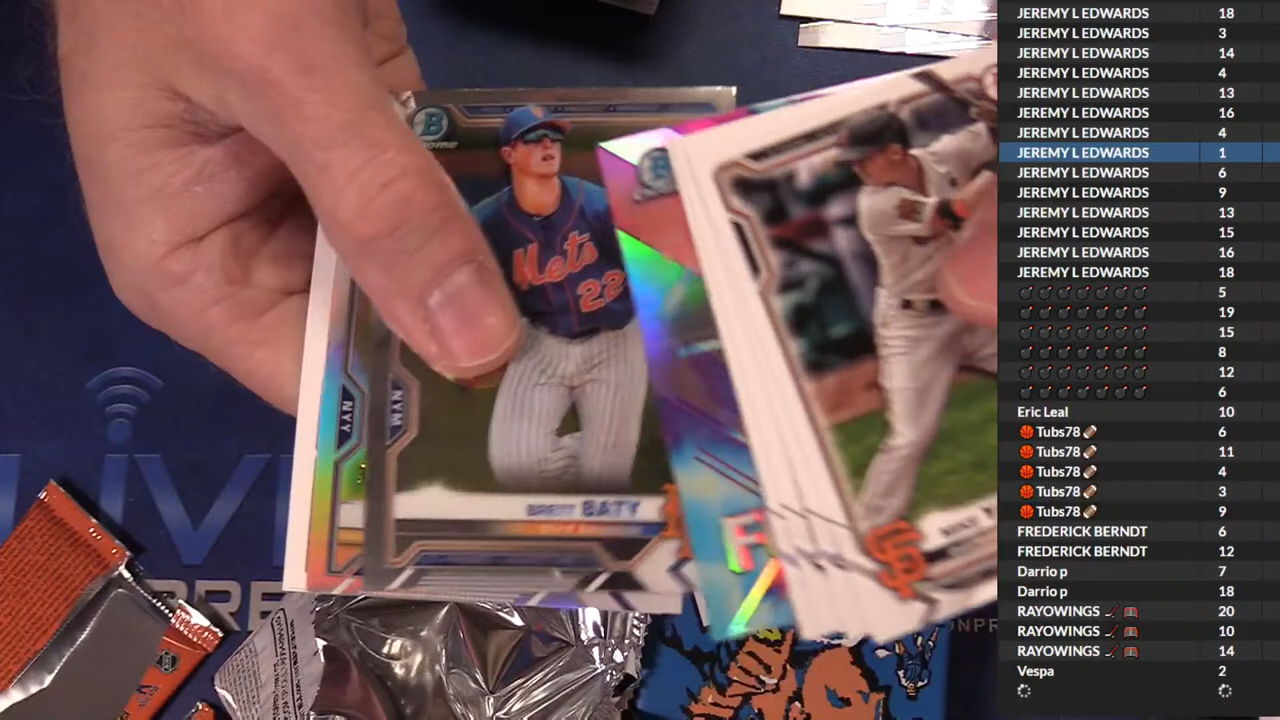 B
Mets
22
NYY
NYM
BRETT BATY
F
LIV
PRE
ONPR
JEREMY L EDWARDS 18
JEREMY L EDWARDS 3
JEREMY L EDWARDS 14
JEREMY L EDWARDS 4
JEREMY L EDWARDS 13
JEREMY L EDWARDS 16
JEREMY L EDWARDS 4
JEREMY L EDWARDS 1
JEREMY L EDWARDS 6
JEREMY L EDWARDS 9
JEREMY L EDWARDS 13
JEREMY L EDWARDS 15
JEREMY L EDWARDS 16
JEREMY L EDWARDS 18
5
19
15
8
12
6
Eric Leal 10
Tubs78 6
Tubs78 11
Tubs78 4
Tubs78 3
Tubs78 9
FREDERICK BERNDT 6
FREDERICK BERNDT 12
Darrio p 7
Darrio p 18
RAYOWINGS 20
RAYOWINGS 10
RAYOWINGS 14
Vespa 2